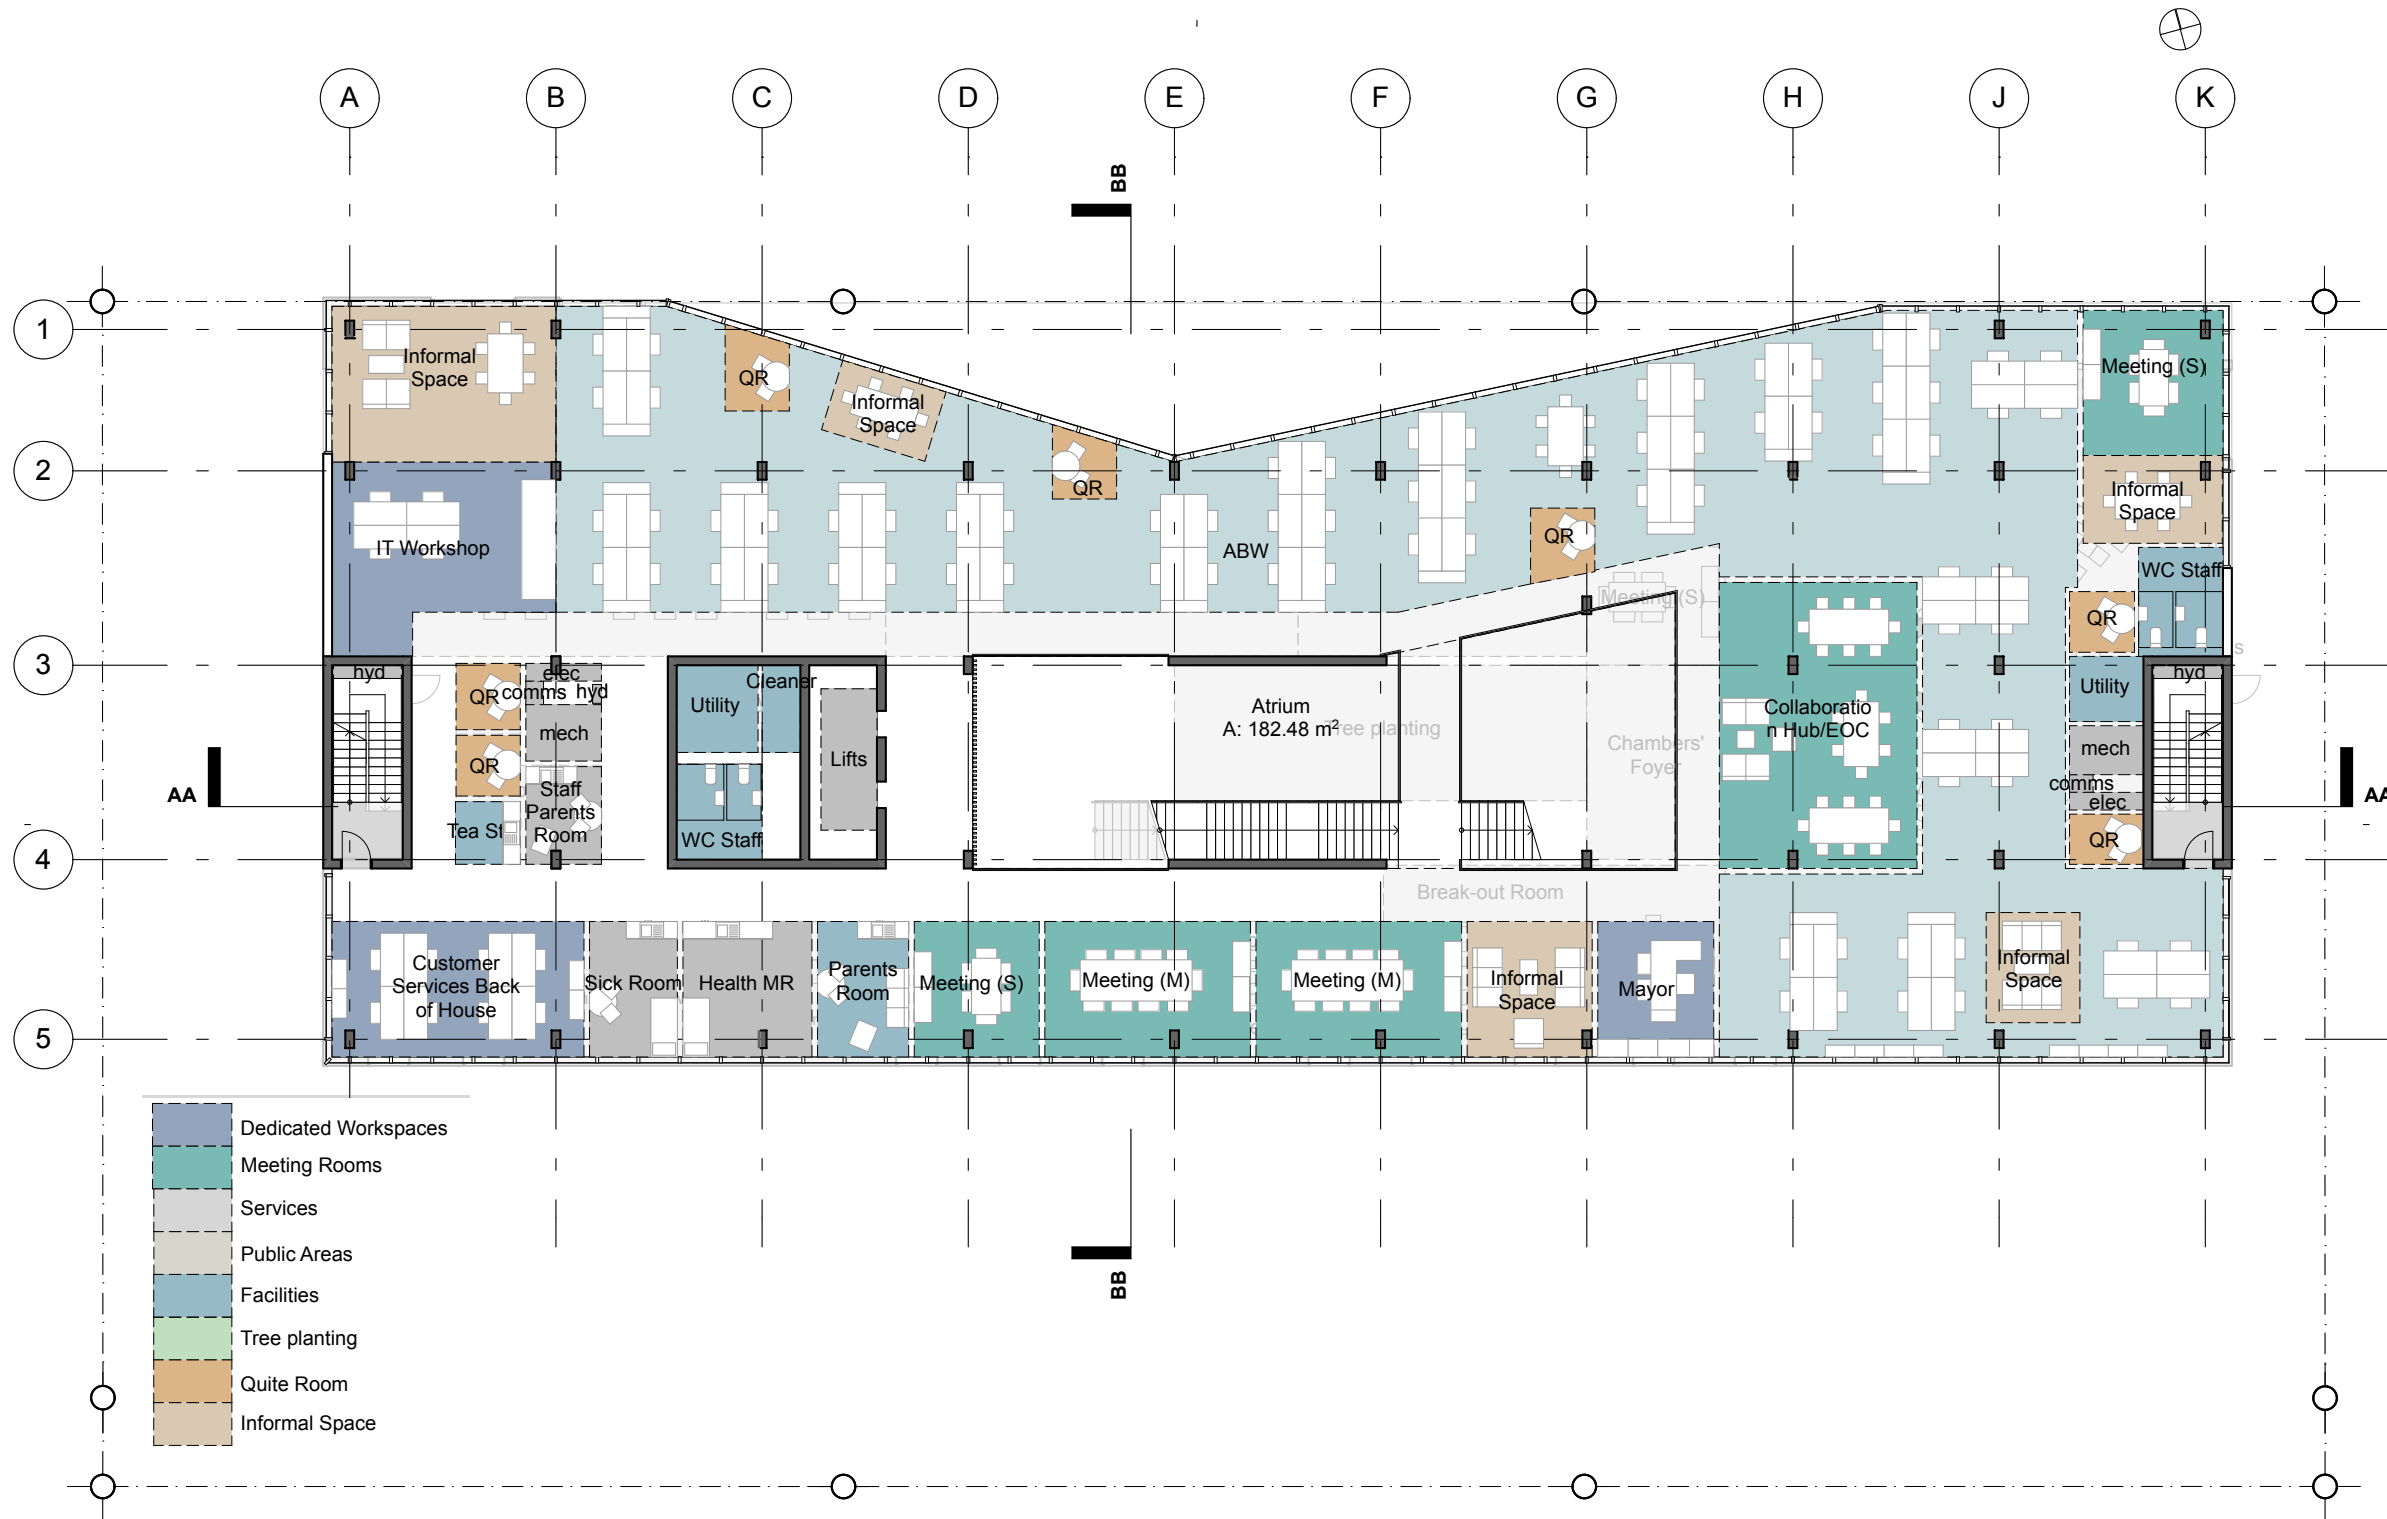 A
B
C
D
E
F
G
H
J
K
BB
1
2
3
4
5
Informal
Space
QR
Informal
Space
QR
Meeting (S)
Informal
Space
IT Workshop
ABW
QR
WC Staff
QR
Meeting (S)
hyd
QR
elec
comms
hyd
mech
QR
Staff
Parents
Room
Tea St
Utility
Cleaner
WC Staff
Lifts
Atrium
A: 182.48 m²
Tree planting
Chambers'
Foyer
Collaboratio
n Hub/EOC
Utility
hyd
s
mech
comms
elec
QR
AA
AA
Break-out Room
Customer
Services Back
of House
Sick Room
Health MR
Parents
Room
Meeting (S)
Meeting (M)
Meeting (M)
Informal
Space
Mayor
Informal
Space
BB
Dedicated Workspaces
Meeting Rooms
Services
Public Areas
Facilities
Tree planting
Quite Room
Informal Space